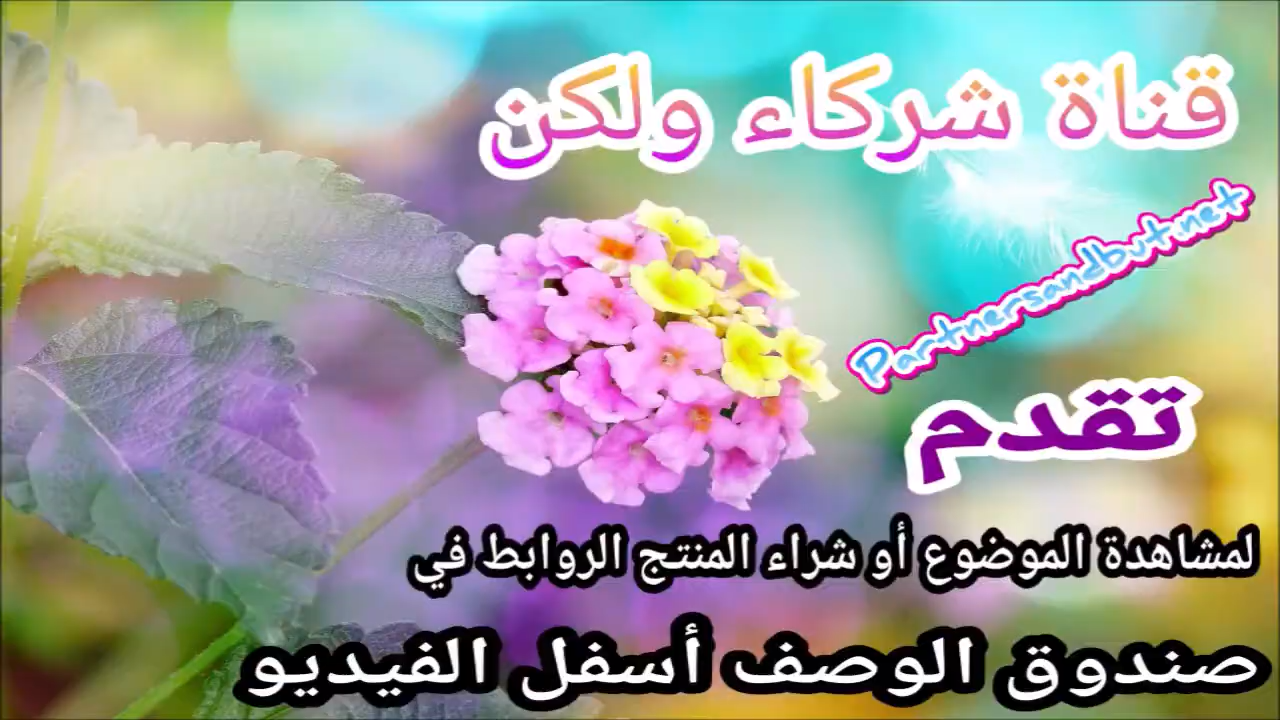 قناة شركاء ولكن
Partnersandbut.net
تقدم
لمشاهدة الموضوع أو شراء المنتج الروابط في
صندوق الوصف أسفل الفيديو